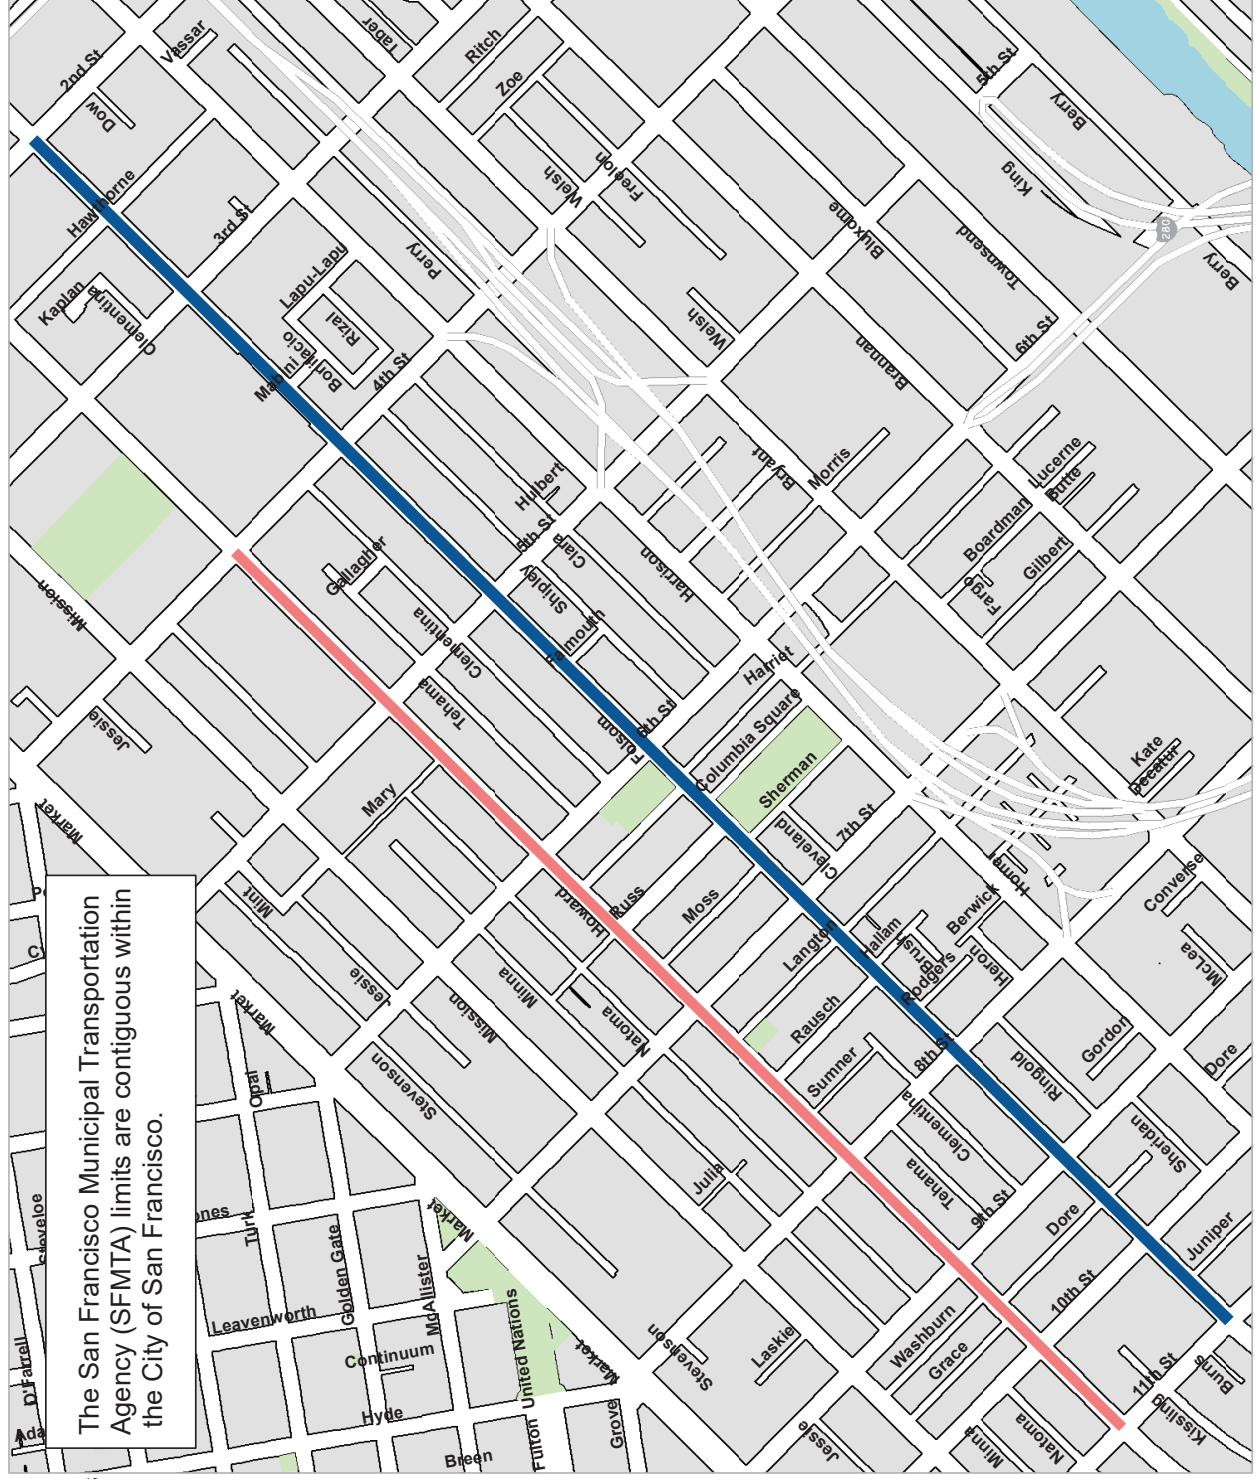 The San Francisco Municipal Transportation
Agency (SFMTA) limits are contiguous within
the City of San Francisco.
2nd St
Vassar
Taber
Ritch
Zoe
Dow
Hawthorne
3rd St
Kaplan
Clementina
Lapu-Lapu
Rizal
Bonifacio
Mabini
4th St
Perry
Welsh
Freelon
Welsh
Bluxome
Townsend
King
Berry
5th St
280
Berry
6th St
Brannan
Bryant
Morris
Lucerne
Butte
Boardman
Gilbert
Fargo
Harrison
Hulbert
5th St
Clara
Shipley
Falmouth
Gallagher
Clementina
Tehama
Mission
Jessie
Market
Mary
Mint
Jessie
Folsom
6th St
Harriet
Columbia Square
Sherman
Cleveland
7th St
Howard
Russ
Moss
Langton
Hallam
Brush
Rodgers
Berwick
Heron
Homer
Kate
Decatur
Converse
McLea
Minna
Natoma
Mission
Stevenson
Market
Opal
Rausch
Sumner
8th St
Ringold
Gordon
Dore
Sheridan
Clementina
Tehama
9th St
Dore
Juniper
10th St
Julia
Turk
Golden Gate
McAllister
Leavenworth
Continuum
Hyde
Breen
O'Farrell
United Nations
Fulton
Grove
Market
Market
Stevenson
Laskie
Washburn
Grace
11th St
Burns
Kissling
Jessie
Minna
Natoma